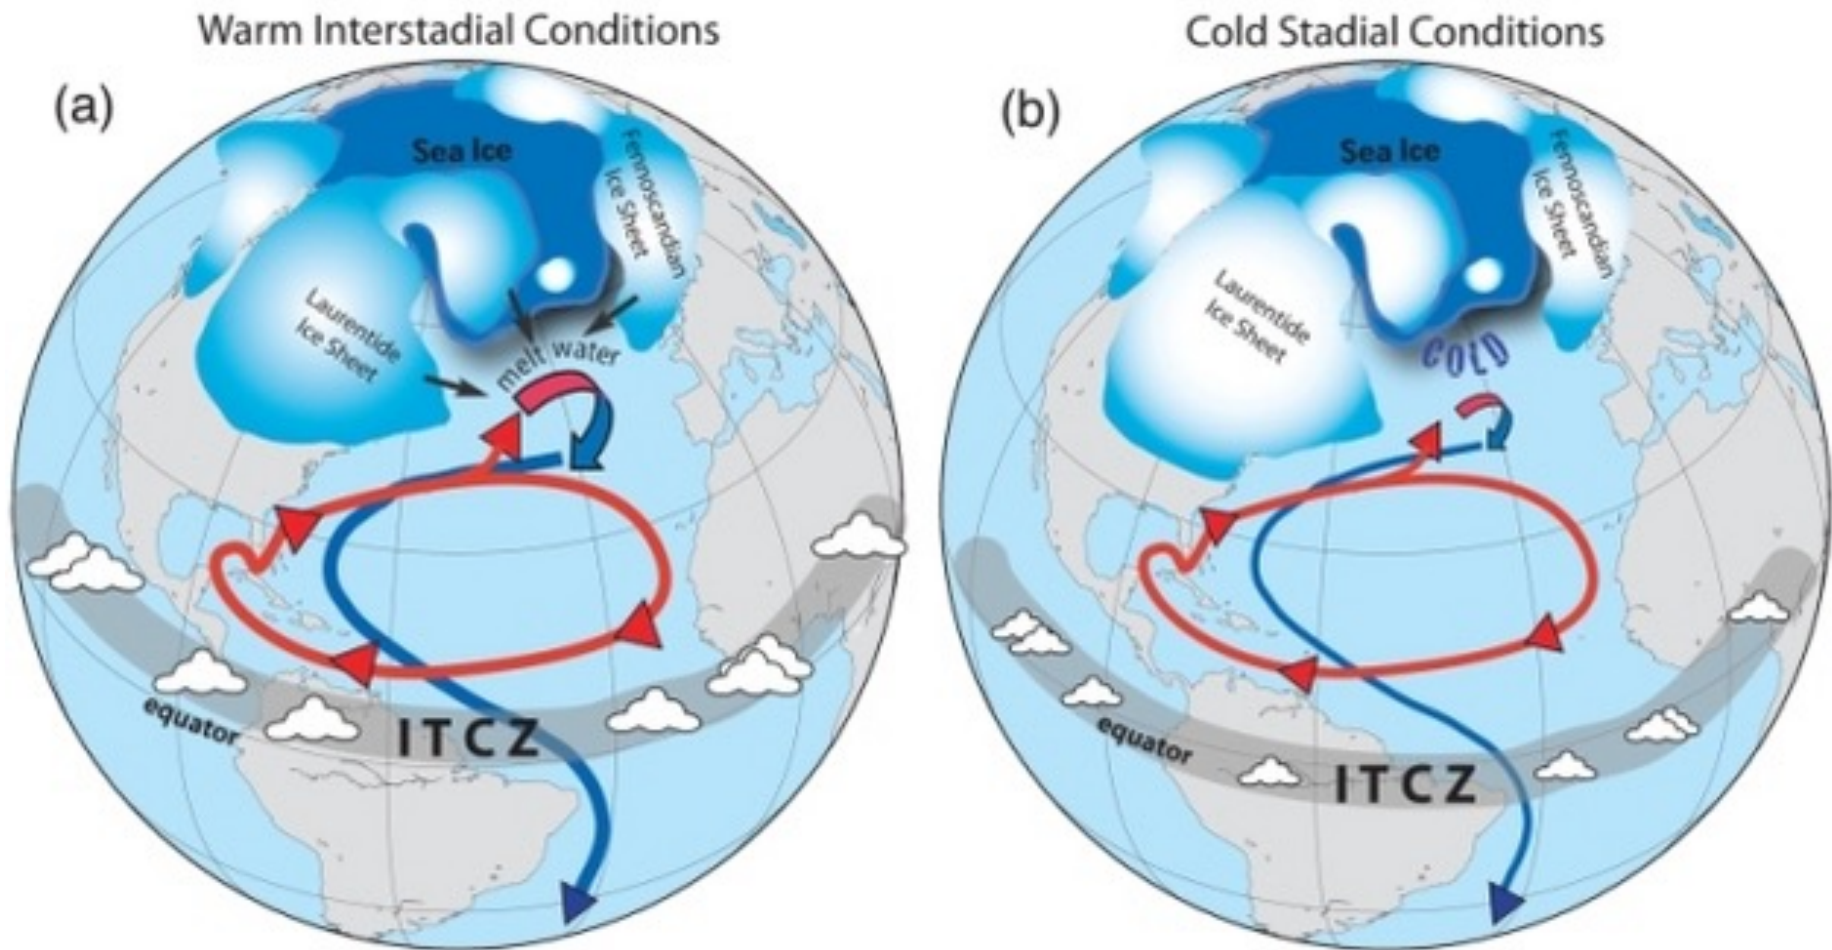 Warm Interstadial Conditions
(a)
Sea Ice
Fennoscandian
Ice Sheet
Laurentide
Ice Sheet
melt water
equator
ITCZ
Cold Stadial Conditions
(b)
Sea Ice
Fennoscandian
Ice Sheet
Laurentide
Ice Sheet
COLD
equator
ITCZ